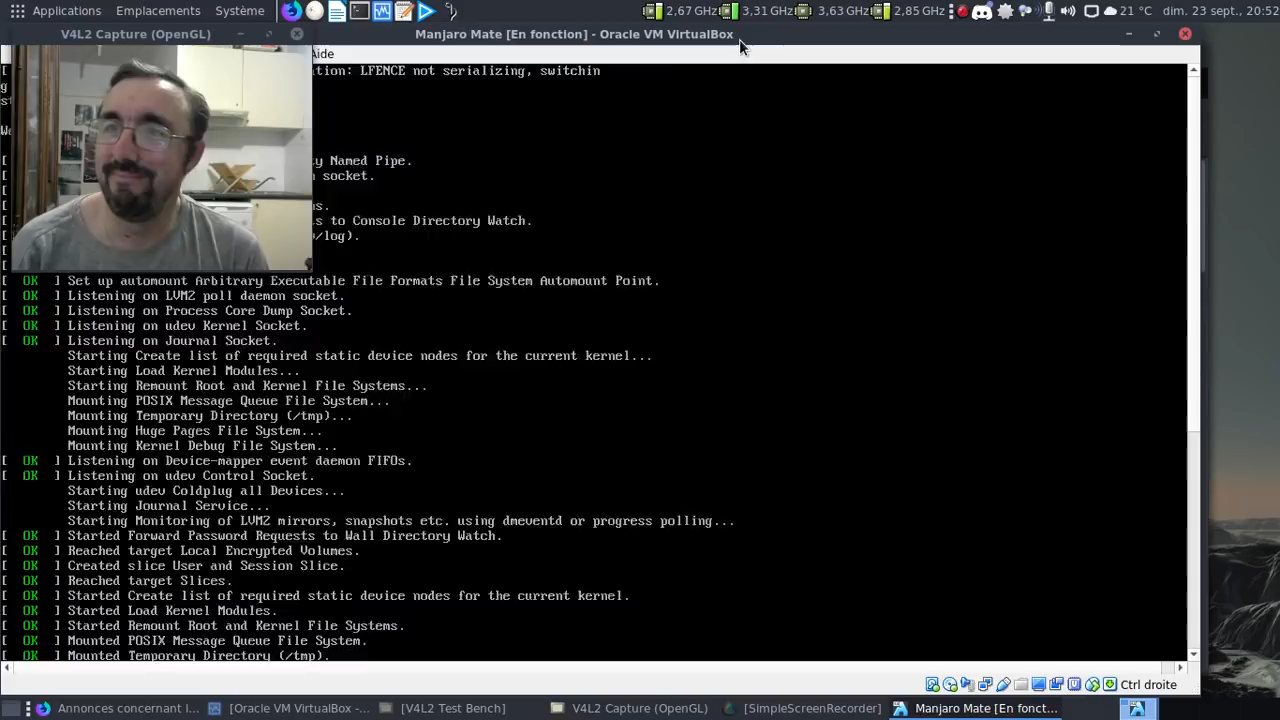 Applications Emplacements Système 2,67 GHz 3,31 GHz 3,63 GHz 2,85 GHz 21 °C dim. 23 sept., 20:52
V4L2 Capture (OpenGL)
Manjaro Mate [En fonction] - Oracle VM VirtualBox
Aide
tion: LFENCE not serializing, switchin
g
st
We
y Named Pipe.
n socket.
ns.
s to Console Directory Watch.
v/log).
[ OK ] Set up automount Arbitrary Executable File Formats File System Automount Point.
[ OK ] Listening on LVM2 poll daemon socket.
[ OK ] Listening on Process Core Dump Socket.
[ OK ] Listening on udev Kernel Socket.
[ OK ] Listening on Journal Socket.
Starting Create list of required static device nodes for the current kernel...
Starting Load Kernel Modules...
Starting Remount Root and Kernel File Systems...
Mounting POSIX Message Queue File System...
Mounting Temporary Directory (/tmp)...
Mounting Huge Pages File System...
Mounting Kernel Debug File System...
[ OK ] Listening on Device-mapper event daemon FIFOs.
[ OK ] Listening on udev Control Socket.
Starting udev Coldplug all Devices...
Starting Journal Service...
Starting Monitoring of LVM2 mirrors, snapshots etc. using dmeventd or progress polling...
[ OK ] Started Forward Password Requests to Wall Directory Watch.
[ OK ] Reached target Local Encrypted Volumes.
[ OK ] Created slice User and Session Slice.
[ OK ] Reached target Slices.
[ OK ] Started Create list of required static device nodes for the current kernel.
[ OK ] Started Load Kernel Modules.
[ OK ] Started Remount Root and Kernel File Systems.
[ OK ] Mounted POSIX Message Queue File System.
[ OK ] Mounted Temporary Directory (/tmp).
Ctrl droite
Annonces concernant l... [Oracle VM VirtualBox -... [V4L2 Test Bench] V4L2 Capture (OpenGL) [SimpleScreenRecorder] Manjaro Mate [En fonct...